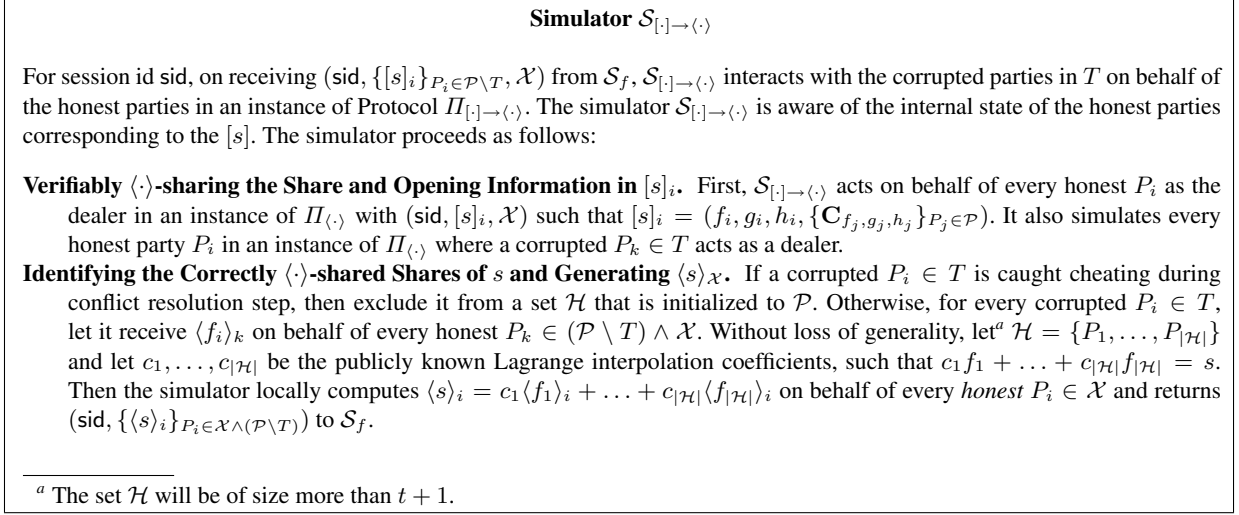 Simulator $\mathcal{S}_{[\cdot]\to\langle\cdot\rangle}$
For session id sid, on receiving $(\mathsf{sid}, \{[s]_i\}_{P_i \in \mathcal{P}\setminus T}, \mathcal{X})$ from $\mathcal{S}_f$, $\mathcal{S}_{[\cdot]\to\langle\cdot\rangle}$ interacts with the corrupted parties in $T$ on behalf of
the honest parties in an instance of Protocol $\Pi_{[\cdot]\to\langle\cdot\rangle}$. The simulator $\mathcal{S}_{[\cdot]\to\langle\cdot\rangle}$ is aware of the internal state of the honest parties
corresponding to the $[s]$. The simulator proceeds as follows:
Verifiably $\langle\cdot\rangle$-sharing the Share and Opening Information in $[s]_i$. First, $\mathcal{S}_{[\cdot]\to\langle\cdot\rangle}$ acts on behalf of every honest $P_i$ as the
dealer in an instance of $\Pi_{\langle\cdot\rangle}$ with $(\mathsf{sid}, [s]_i, \mathcal{X})$ such that $[s]_i = (f_i, g_i, h_i, \{\mathbf{C}_{f_j,g_j,h_j}\}_{P_j \in \mathcal{P}})$. It also simulates every
honest party $P_i$ in an instance of $\Pi_{\langle\cdot\rangle}$ where a corrupted $P_k \in T$ acts as a dealer.
Identifying the Correctly $\langle\cdot\rangle$-shared Shares of $s$ and Generating $\langle s\rangle_{\mathcal{X}}$. If a corrupted $P_i \in T$ is caught cheating during
conflict resolution step, then exclude it from a set $\mathcal{H}$ that is initialized to $\mathcal{P}$. Otherwise, for every corrupted $P_i \in T$,
let it receive $\langle f_i\rangle_k$ on behalf of every honest $P_k \in (\mathcal{P} \setminus T) \wedge \mathcal{X}$. Without loss of generality, let$^a$ $\mathcal{H} = \{P_1, \ldots, P_{|\mathcal{H}|}\}$
and let $c_1, \ldots, c_{|\mathcal{H}|}$ be the publicly known Lagrange interpolation coefficients, such that $c_1 f_1 + \ldots + c_{|\mathcal{H}|} f_{|\mathcal{H}|} = s$.
Then the simulator locally computes $\langle s\rangle_i = c_1\langle f_1\rangle_i + \ldots + c_{|\mathcal{H}|}\langle f_{|\mathcal{H}|}\rangle_i$ on behalf of every honest $P_i \in \mathcal{X}$ and returns
$(\mathsf{sid}, \{\langle s\rangle_i\}_{P_i \in \mathcal{X} \wedge (\mathcal{P}\setminus T)})$ to $\mathcal{S}_f$.
$^a$ The set $\mathcal{H}$ will be of size more than $t + 1$.